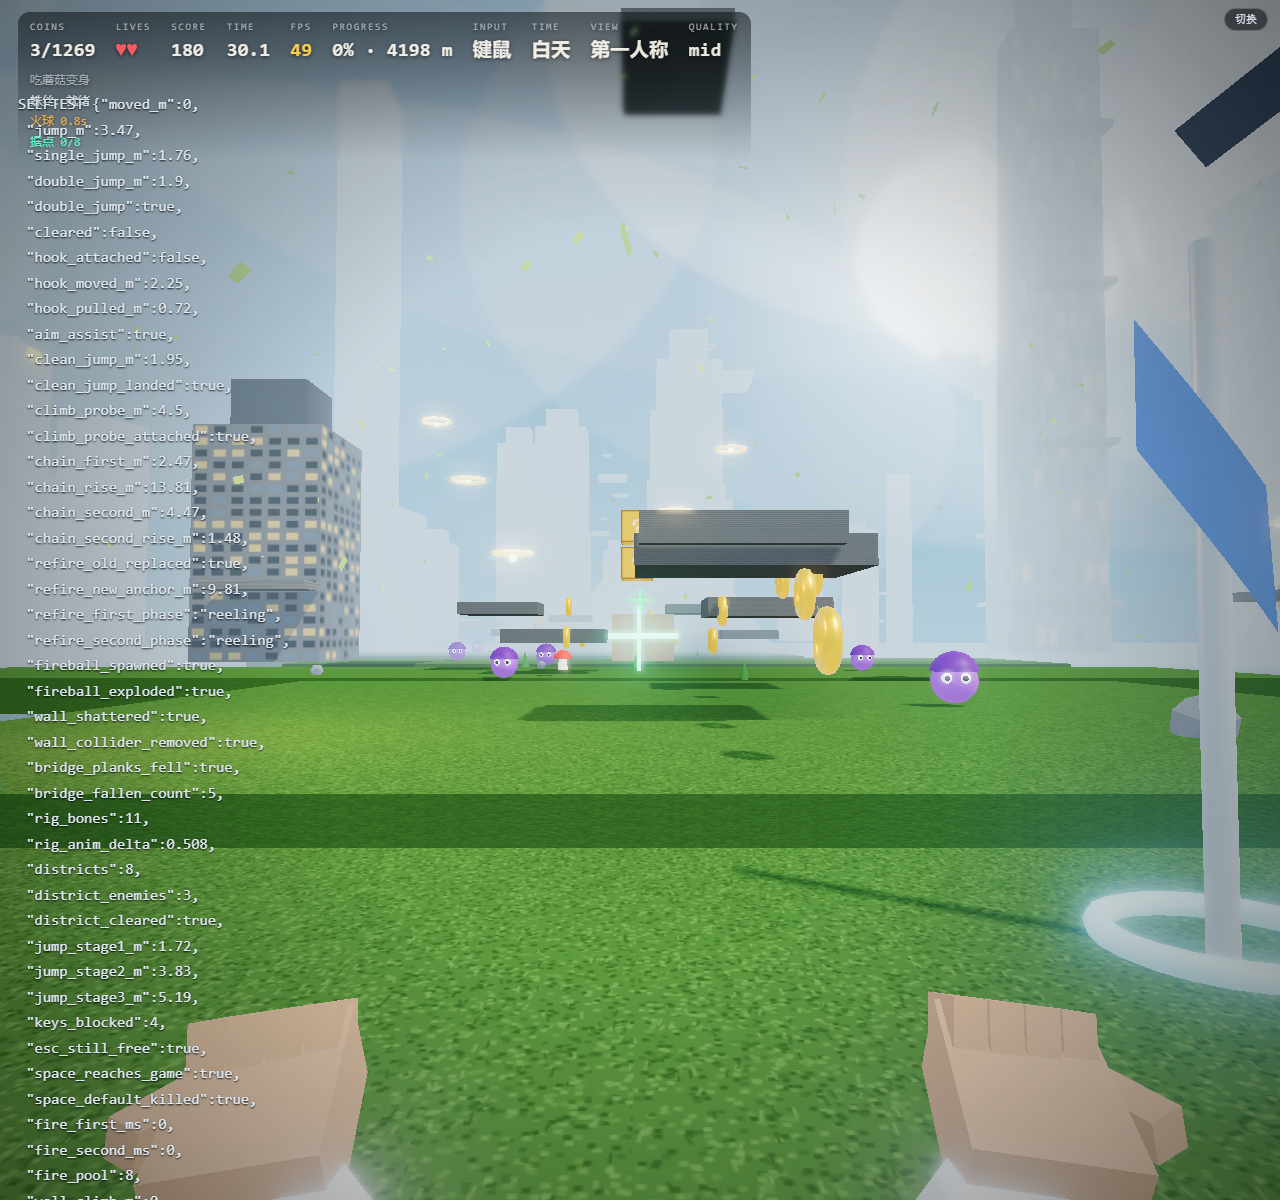 COINS LIVES SCORE TIME FPS PROGRESS INPUT TIME VIEW QUALITY
3/1269 ♥♥ 180 30.1 49 0% · 4198 m 键鼠 白天 第一人称 mid
切换
吃蘑菇变身
SELFTEST {"moved_m":0,
火球 0.8s
"jump_m":3.47,
据点 0/8
"single_jump_m":1.76,
"double_jump_m":1.9,
"double_jump":true,
"cleared":false,
"hook_attached":false,
"hook_moved_m":2.25,
"hook_pulled_m":0.72,
"aim_assist":true,
"clean_jump_m":1.95,
"clean_jump_landed":true,
"climb_probe_m":4.5,
"climb_probe_attached":true,
"chain_first_m":2.47,
"chain_rise_m":13.81,
"chain_second_m":4.47,
"chain_second_rise_m":1.48,
"refire_old_replaced":true,
"refire_new_anchor_m":9.81,
"refire_first_phase":"reeling",
"refire_second_phase":"reeling",
"fireball_spawned":true,
"fireball_exploded":true,
"wall_shattered":true,
"wall_collider_removed":true,
"bridge_planks_fell":true,
"bridge_fallen_count":5,
"rig_bones":11,
"rig_anim_delta":0.508,
"districts":8,
"district_enemies":3,
"district_cleared":true,
"jump_stage1_m":1.72,
"jump_stage2_m":3.83,
"jump_stage3_m":5.19,
"keys_blocked":4,
"esc_still_free":true,
"space_reaches_game":true,
"space_default_killed":true,
"fire_first_ms":0,
"fire_second_ms":0,
"fire_pool":8,